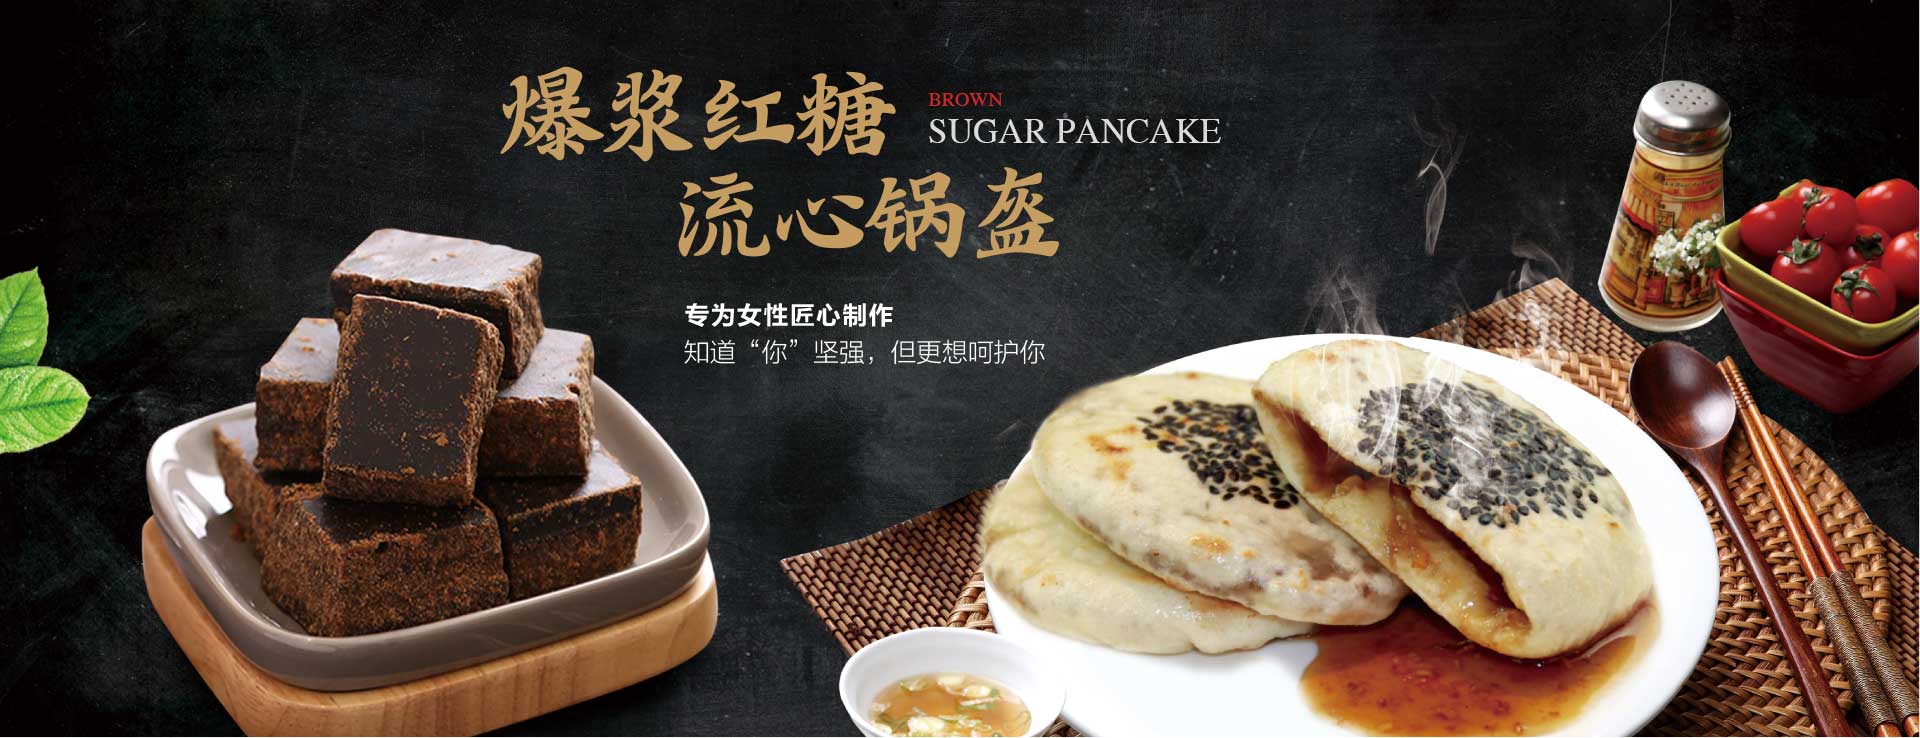 爆浆红糖
BROWN
SUGAR PANCAKE
流心锅盔
专为女性匠心制作
知道“你”坚强，但更想呵护你